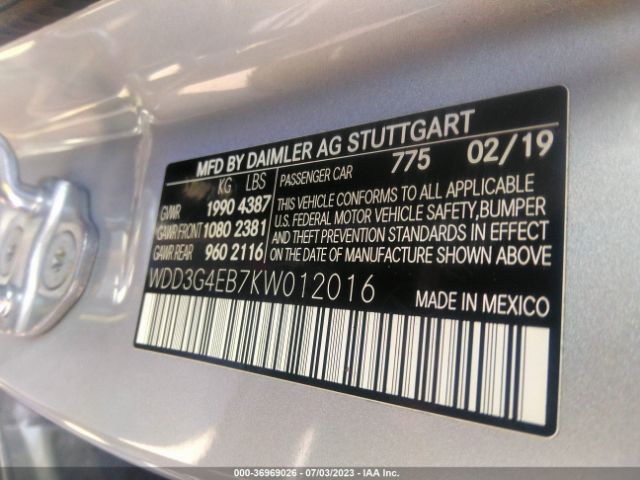 MFD BY DAIMLER AG STUTTGART
KG LBS
GVWR 1990 4387
GAWR FRONT 1080 2381
GAWR REAR 960 2116
PASSENGER CAR 775 02/19
THIS VEHICLE CONFORMS TO ALL APPLICABLE
U.S. FEDERAL MOTOR VEHICLE SAFETY,BUMPER
AND THEFT PREVENTION STANDARDS IN EFFECT
ON THE DATE OF MANUFACTURE SHOWN ABOVE
WDD3G4EB7KW012016
MADE IN MEXICO
000-36969026 - 07/03/2023 - IAA Inc.